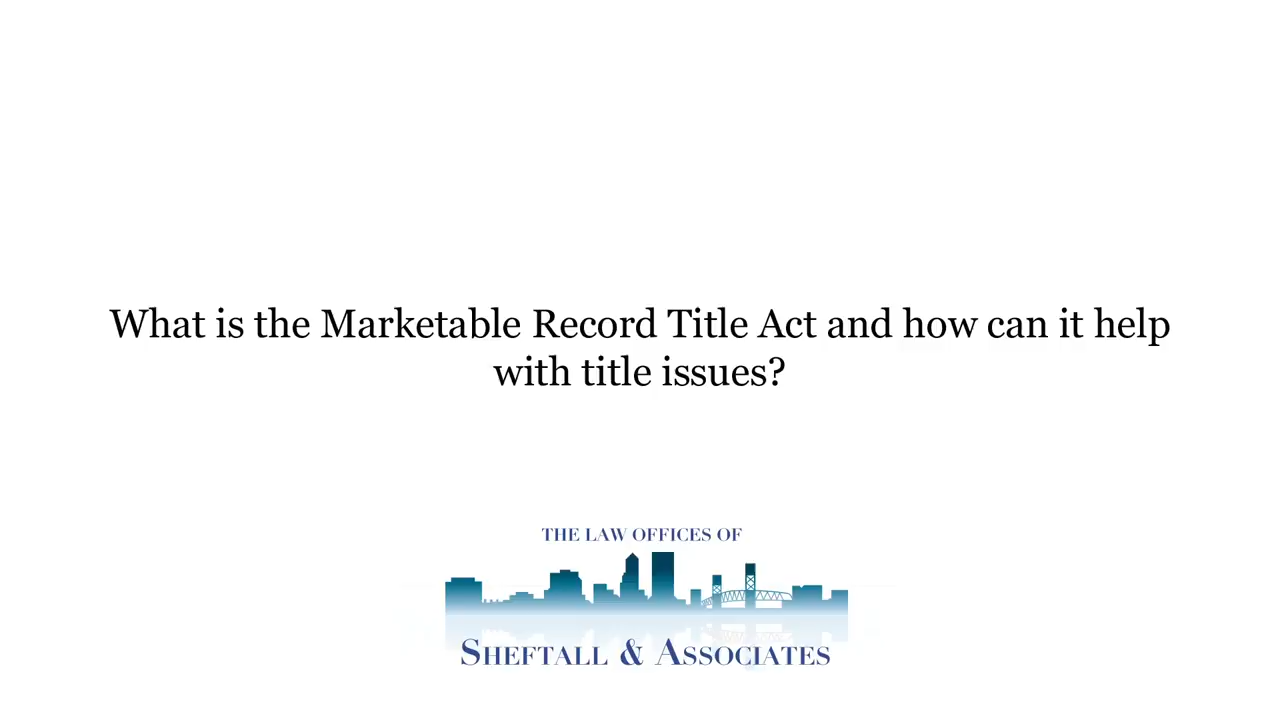 What is the Marketable Record Title Act and how can it help
with title issues?
THE LAW OFFICES OF
SHEFTALL & ASSOCIATES